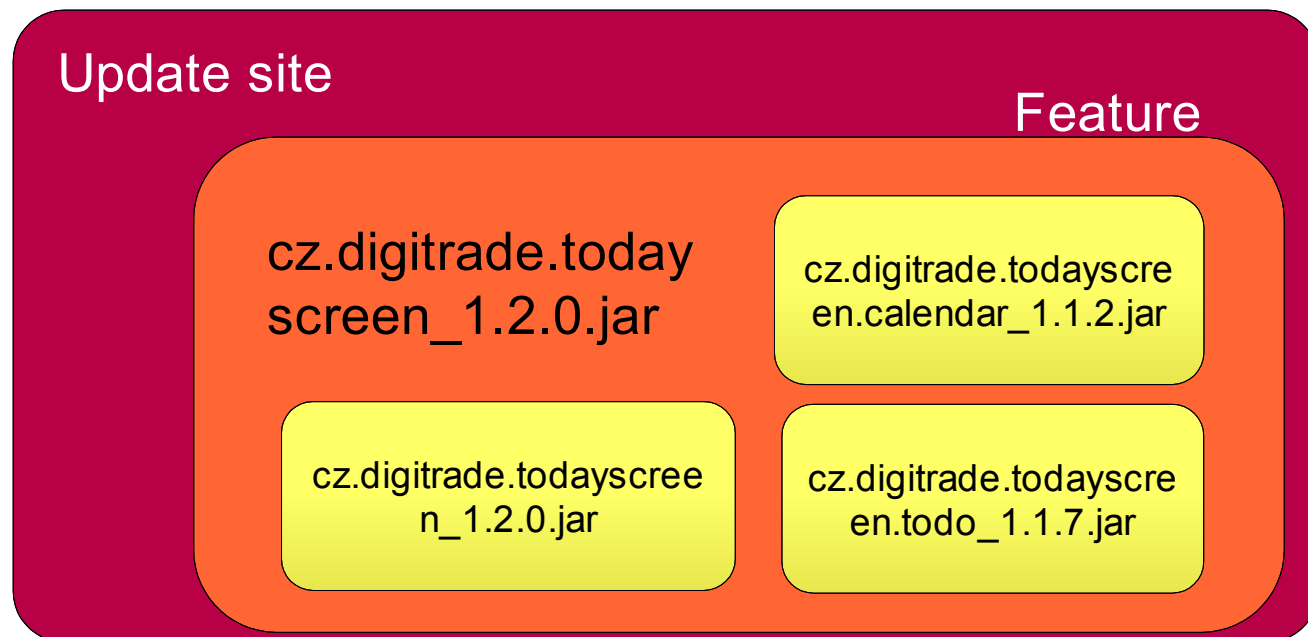 Update site
Feature
cz.digitrade.today
screen_1.2.0.jar
cz.digitrade.todayscre
en.calendar_1.1.2.jar
cz.digitrade.todayscree
n_1.2.0.jar
cz.digitrade.todayscre
en.todo_1.1.7.jar